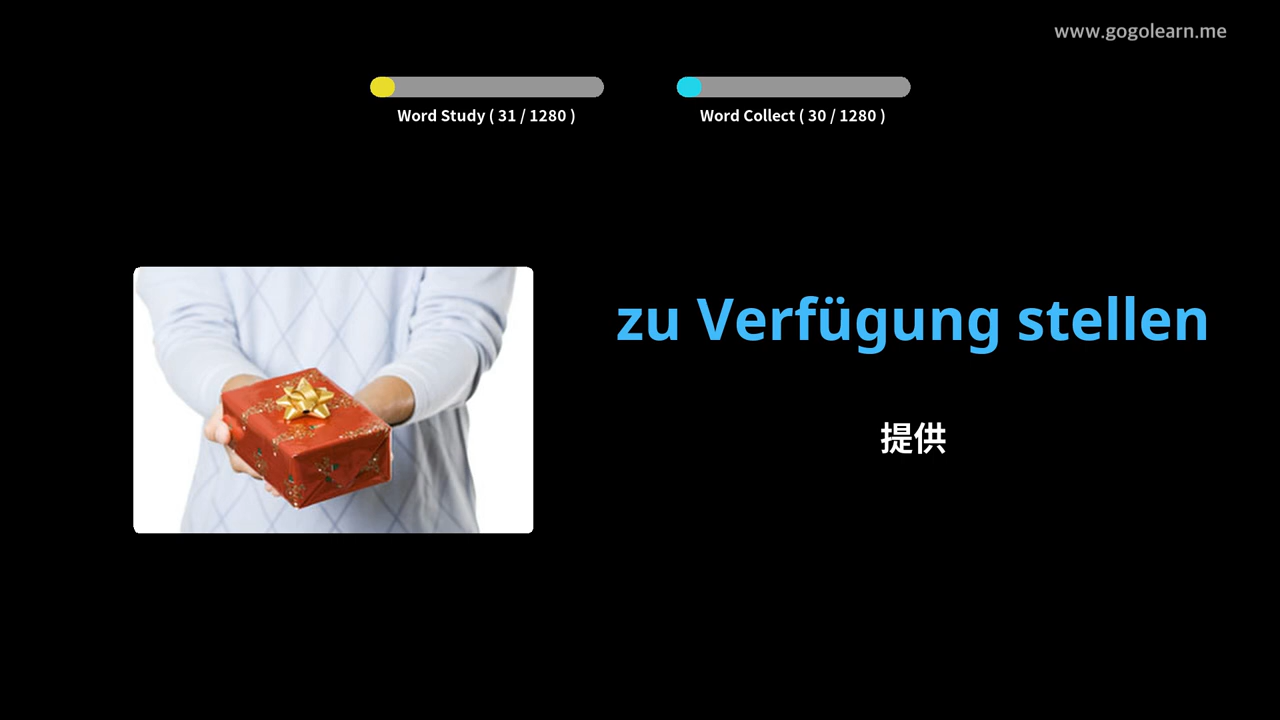 www.gogolearn.me
Word Study ( 31 / 1280 )
Word Collect ( 30 / 1280 )
zu Verfügung stellen
提供